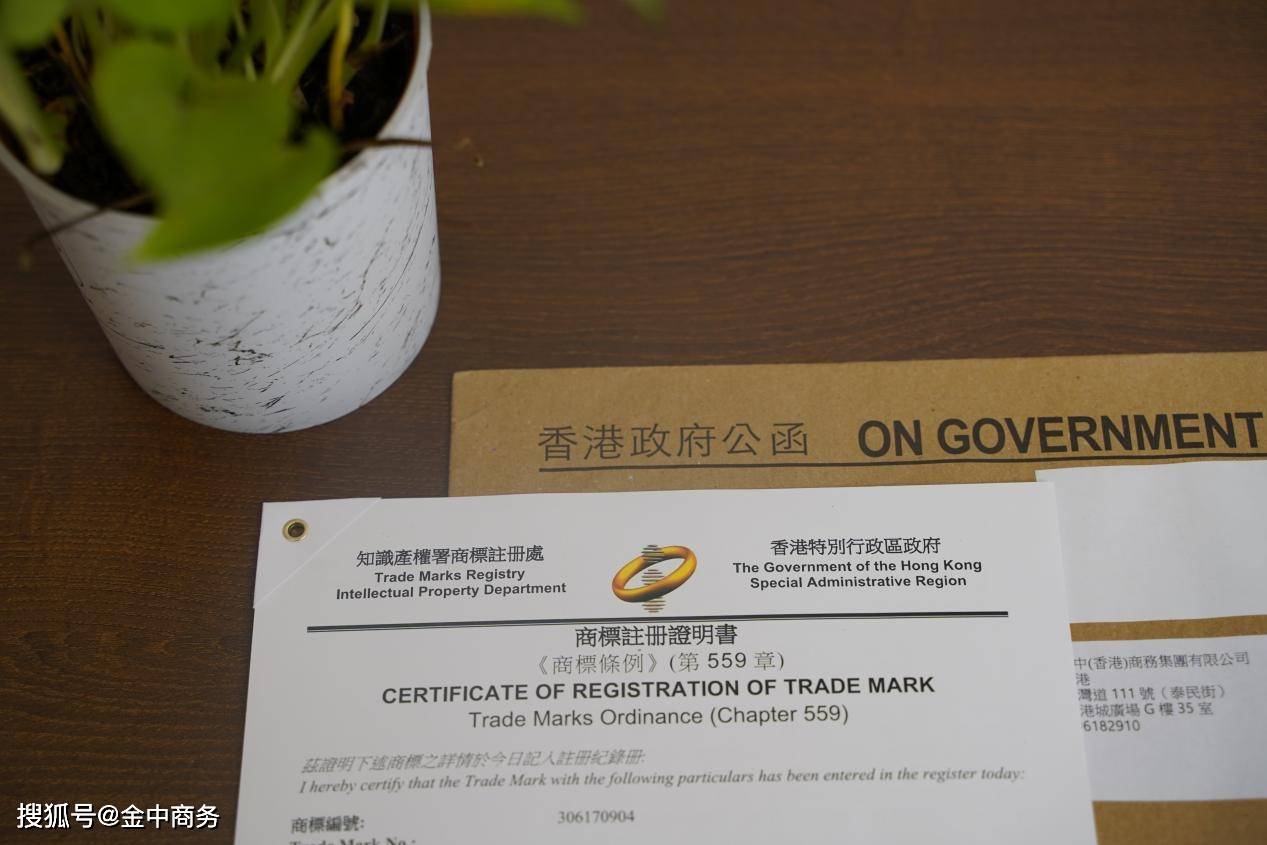 香港政府公函 ON GOVERNMENT
知識產權署商標註册處
Trade Marks Registry
Intellectual Property Department
香港特別行政區政府
The Government of the Hong Kong
Special Administrative Region
商標註册證明書
《商標條例》(第 559 章)
CERTIFICATE OF REGISTRATION OF TRADE MARK
Trade Marks Ordinance (Chapter 559)
茲證明下述商標之詳情於今日記入註册紀錄冊:
I hereby certify that the Trade Mark with the following particulars has been entered in the register today:
商標編號: 306170904
Trade Mark No.:
中(香港)商務集團有限公司
港
灣道 111 號（泰民街）
港城廣場 G 樓 35 室
6182910
搜狐号@金中商务